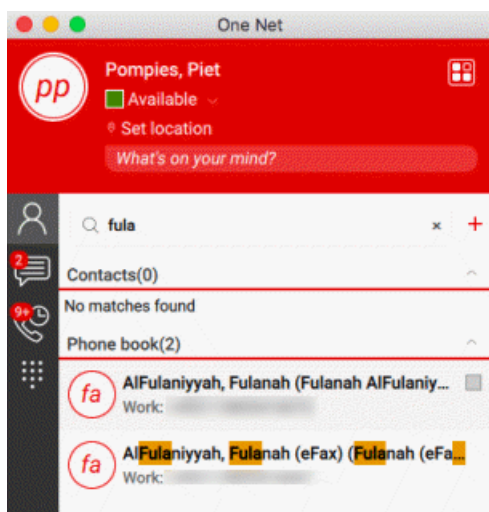 One Net
pp
Pompies, Piet
Available
Set location
What's on your mind?
fula
2
Contacts(0)
No matches found
9+
Phone book(2)
fa
AlFulaniyyah, Fulanah (Fulanah AlFulaniy...
Work:
fa
AlFulaniyyah, Fulanah (eFax) (Fulanah (eFa...
Work: